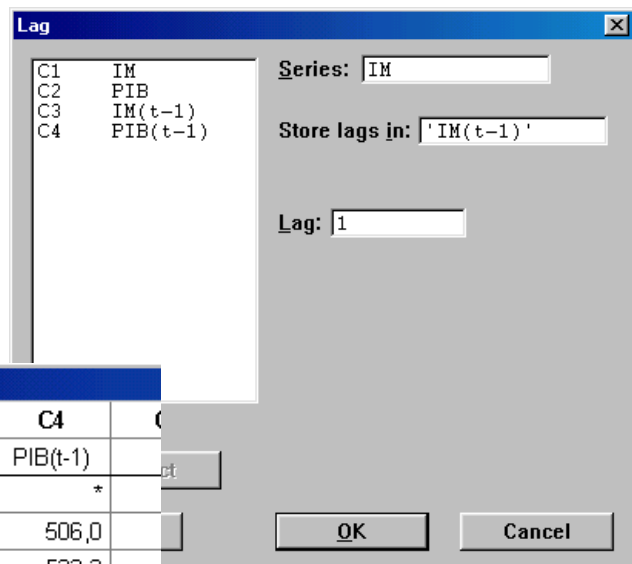 Lag
C1 IM
C2 PIB
C3 IM(t-1)
C4 PIB(t-1)
Series: IM
Store lags in: 'IM(t-1)'
Lag: 1
C4
PIB(t-1)
*
506,0
OK
Cancel